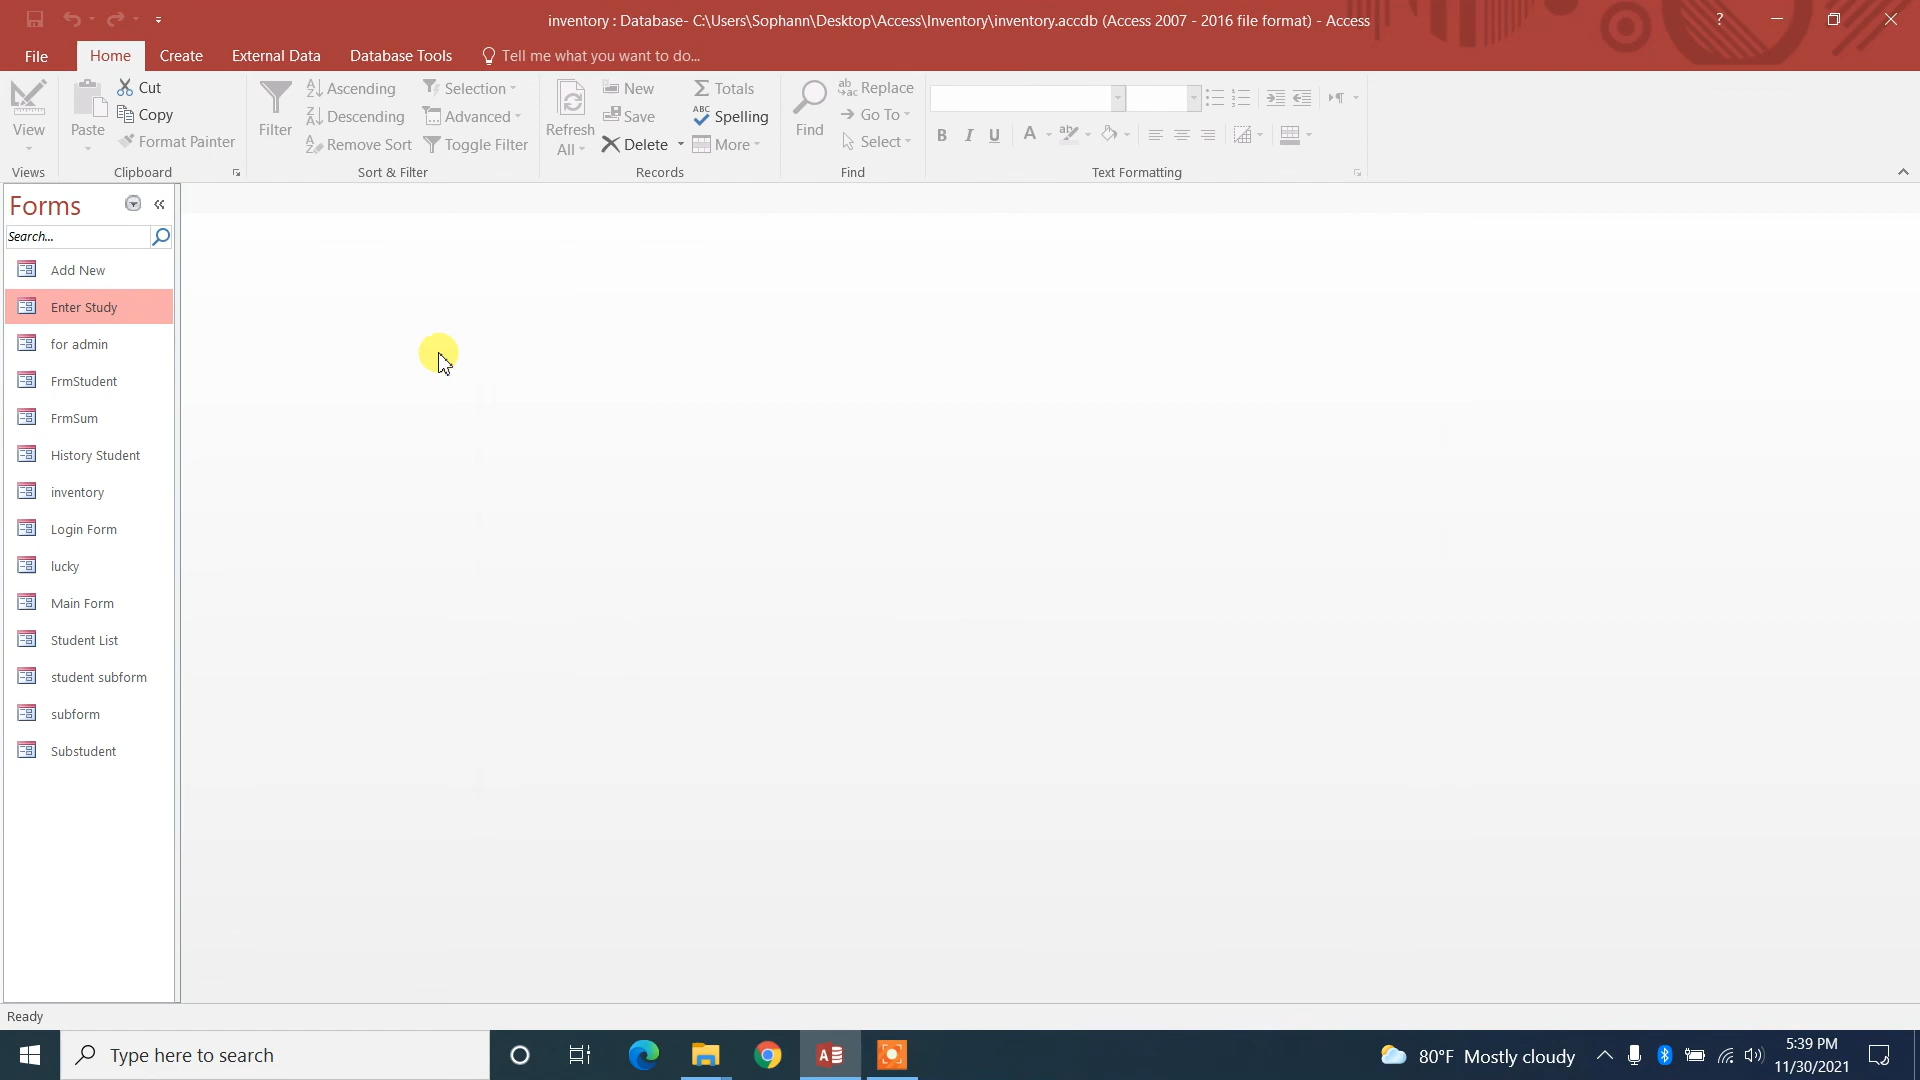 inventory : Database- C:\Users\Sophann\Desktop\Access\Inventory\inventory.accdb (Access 2007 - 2016 file format) - Access
?
File Home Create External Data Database Tools Tell me what you want to do...
View
Views
Paste
Cut
Copy
Format Painter
Clipboard
Filter
Ascending
Descending
Remove Sort
Selection
Advanced
Toggle Filter
Sort & Filter
Refresh
All
New
Save
Delete
Totals
Spelling
More
Records
Find
Replace
Go To
Select
Find
B I U A
Text Formatting
Forms
Search...
Add New
Enter Study
for admin
FrmStudent
FrmSum
History Student
inventory
Login Form
lucky
Main Form
Student List
student subform
subform
Substudent
Ready
Type here to search
80°F Mostly cloudy
5:39 PM
11/30/2021